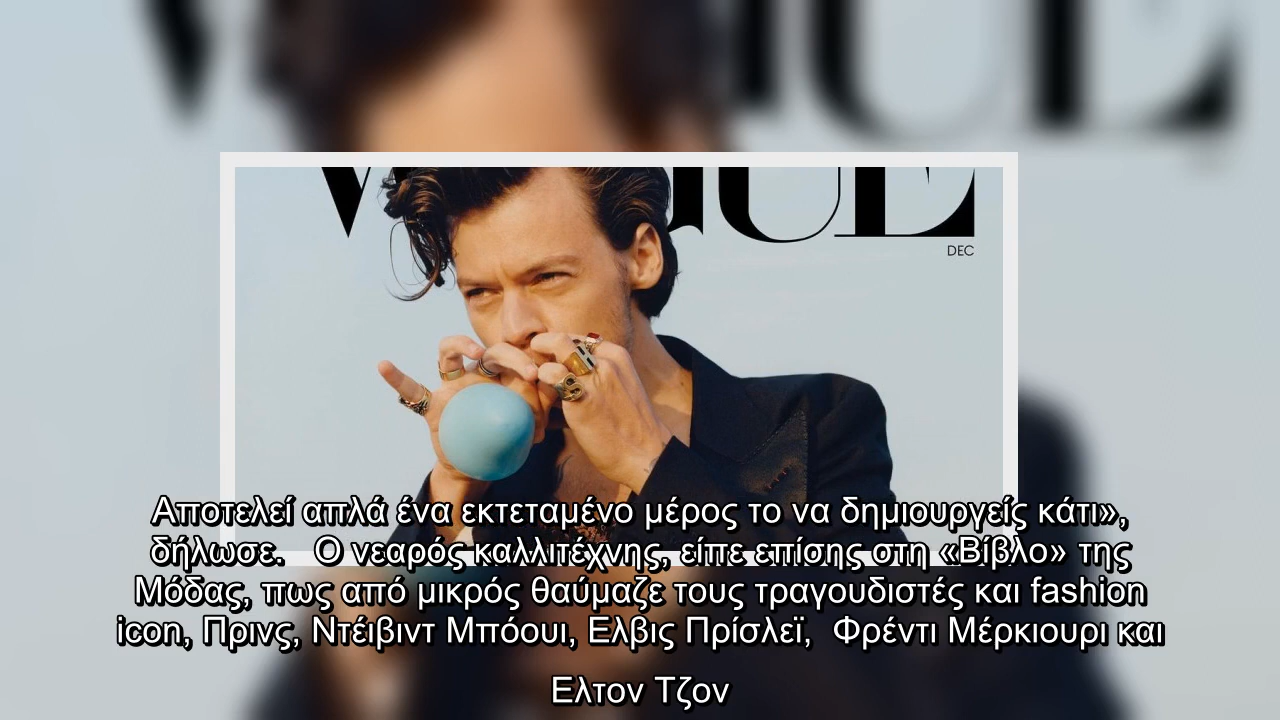 VOGUE
DEC
Αποτελεί απλά ένα εκτεταμένο μέρος το να δημιουργείς κάτι»,
δήλωσε.   Ο νεαρός καλλιτέχνης, είπε επίσης στη «Βίβλο» της
Μόδας, πως από μικρός θαύμαζε τους τραγουδιστές και fashion
icon, Πρινς, Ντέιβιντ Μπόουι, Ελβις Πρίσλεϊ,  Φρέντι Μέρκιουρι και
Ελτον Τζον